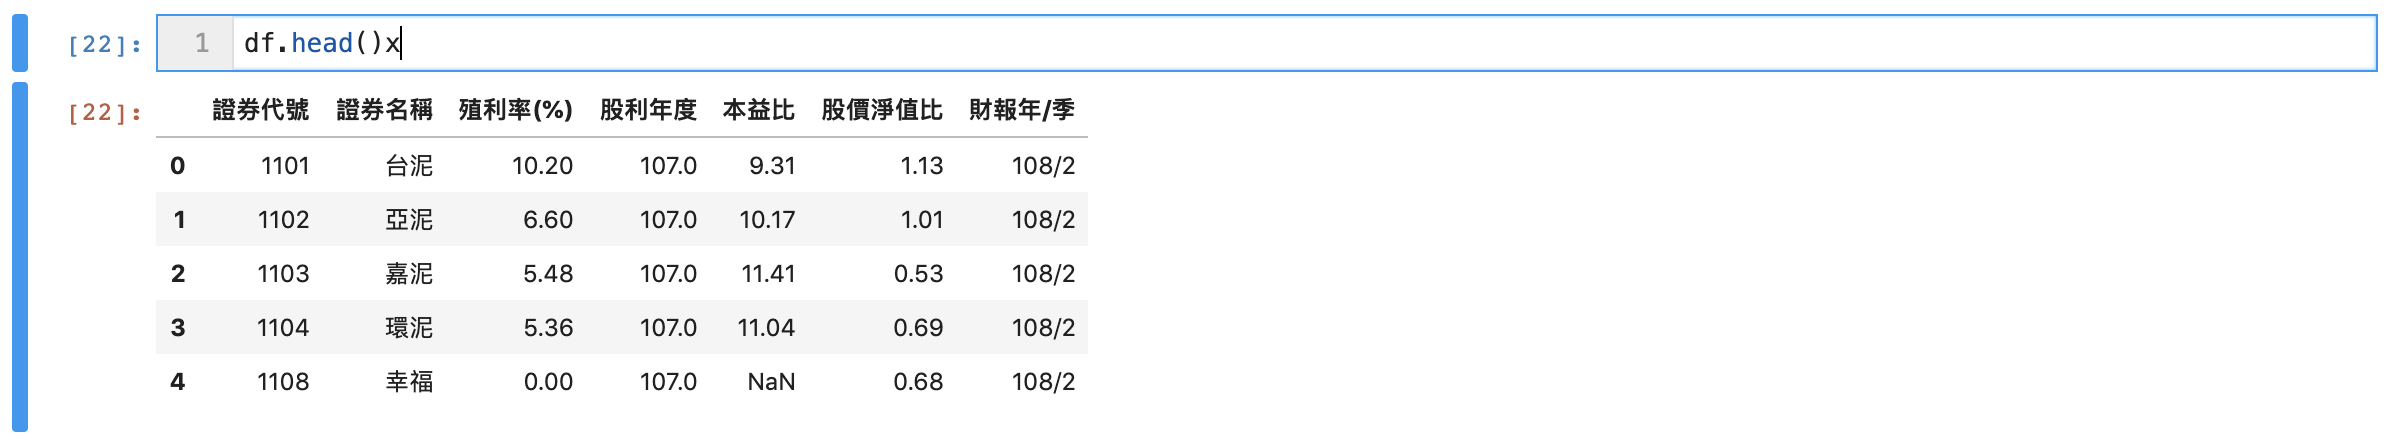 [22]: 1 df.head()x
[22]: 證券代號 證券名稱 殖利率(%) 股利年度 本益比 股價淨值比 財報年/季
0 1101 台泥 10.20 107.0 9.31 1.13 108/2
1 1102 亞泥 6.60 107.0 10.17 1.01 108/2
2 1103 嘉泥 5.48 107.0 11.41 0.53 108/2
3 1104 環泥 5.36 107.0 11.04 0.69 108/2
4 1108 幸福 0.00 107.0 NaN 0.68 108/2